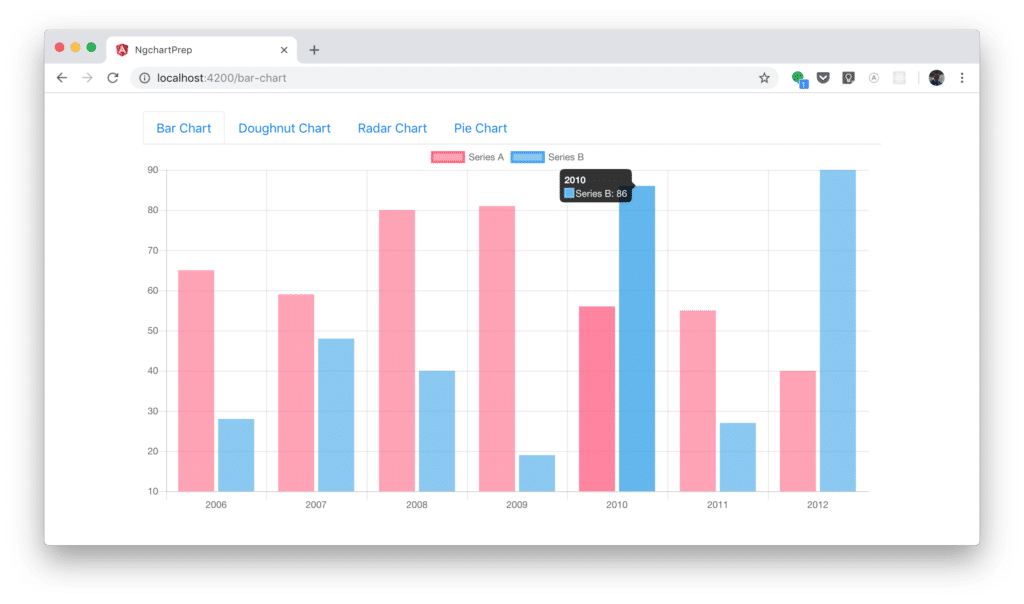 NgchartPrep
localhost:4200/bar-chart
1
A
Bar Chart Doughnut Chart Radar Chart Pie Chart
Series A Series B
2010
Series B: 86
90
80
70
60
50
40
30
20
10
2006 2007 2008 2009 2010 2011 2012